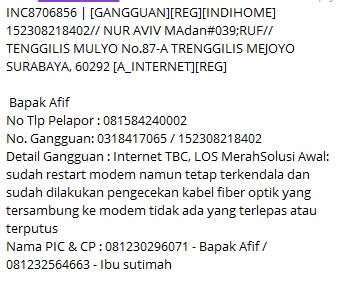 INC8706856 | [GANGGUAN][REG][INDIHOME]
152308218402// NUR AVIV MAdan#039;RUF//
TENGGILIS MULYO No.87-A TRENGGILIS MEJOYO
SURABAYA, 60292 [A_INTERNET][REG]
Bapak Afif
No Tlp Pelapor : 081584240002
No. Gangguan: 0318417065 / 152308218402
Detail Gangguan : Internet TBC, LOS MerahSolusi Awal:
sudah restart modem namun tetap terkendala dan
sudah dilakukan pengecekan kabel fiber optik yang
tersambung ke modem tidak ada yang terlepas atau
terputus
Nama PIC & CP : 081230296071 - Bapak Afif /
081232564663 - Ibu sutimah